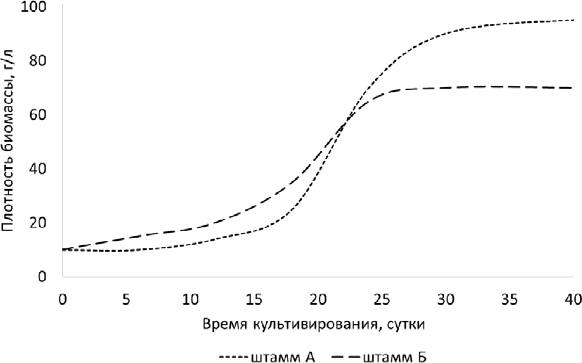 Плотность биомассы, г/л
100
80
60
40
20
0
0 5 10 15 20 25 30 35 40
Время культивирования, сутки
штамм А штамм Б